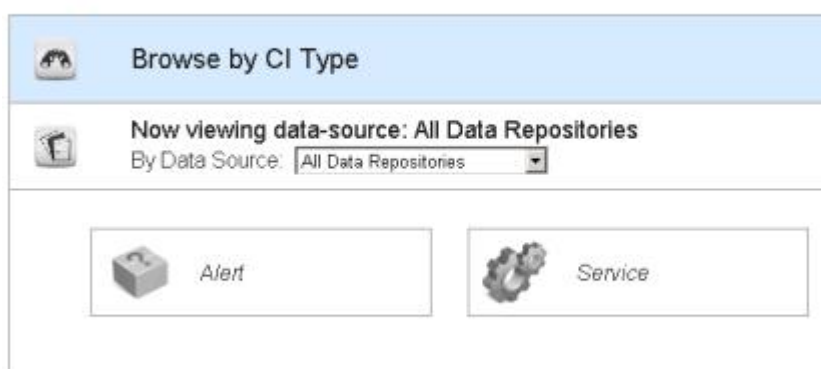 Browse by CI Type
Now viewing data-source: All Data Repositories
By Data Source: All Data Repositories
Alert Service